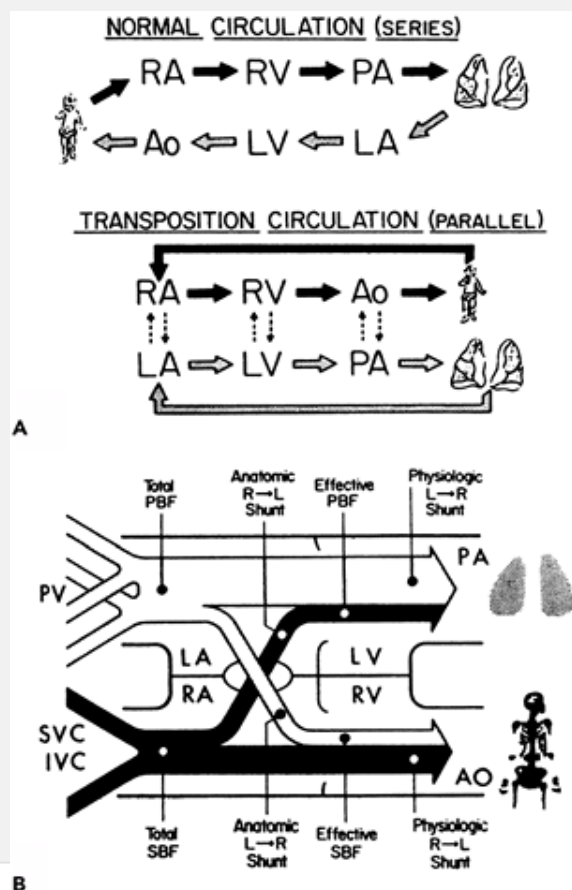 NORMAL CIRCULATION (SERIES)
RA RV PA
Ao LV LA
TRANSPOSITION CIRCULATION (PARALLEL)
RA RV Ao
LA LV PA
A
Total
PBF
Anatomic
R→L
Shunt
Effective
PBF
Physiologic
L→R
Shunt
PA
PV
LA LV
RA RV
SVC
IVC
AO
Total
SBF
Anatomic
L→R
Shunt
Effective
SBF
Physiologic
R→L
Shunt
B